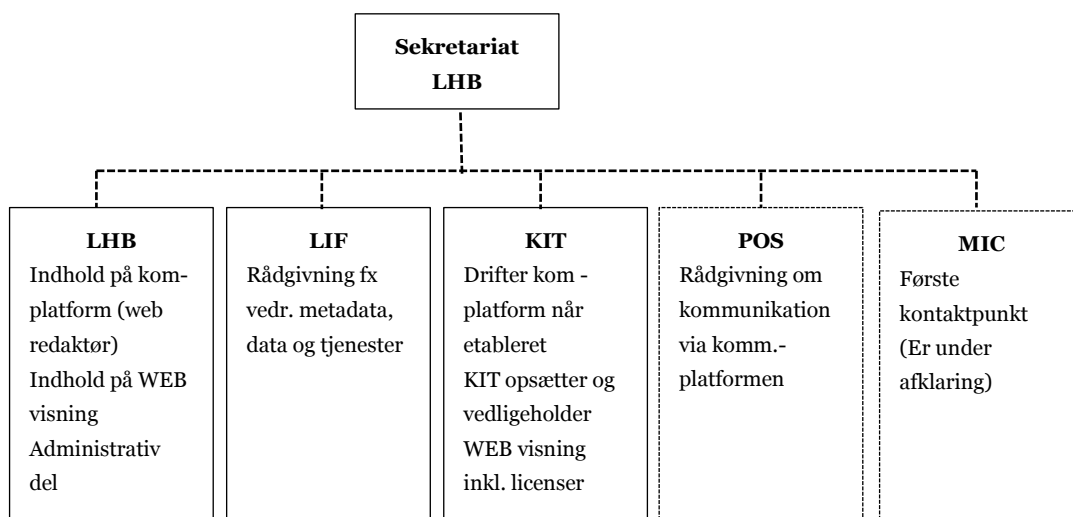 Sekretariat
LHB
LHB
Indhold på kom-
platform (web
redaktør)
Indhold på WEB
visning
Administrativ
del
LIF
Rådgivning fx
vedr. metadata,
data og tjenester
KIT
Drifter kom -
platform når
etableret
KIT opsætter og
vedligeholder
WEB visning
inkl. licenser
POS
Rådgivning om
kommunikation
via komm.-
platformen
MIC
Første
kontaktpunkt
(Er under
afklaring)